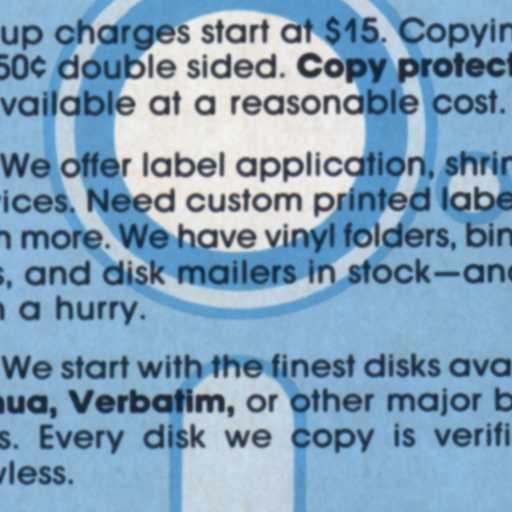 up charges start at $15. Copyin
50¢ double sided. Copy protect
vailable at a reasonable cost.
We offer label application, shrin
ices. Need custom printed labe
n more. We have vinyl folders, bin
s, and disk mailers in stock—and
n a hurry.
We start with the finest disks ava
hua, Verbatim, or other major b
s. Every disk we copy is verifi
wless.